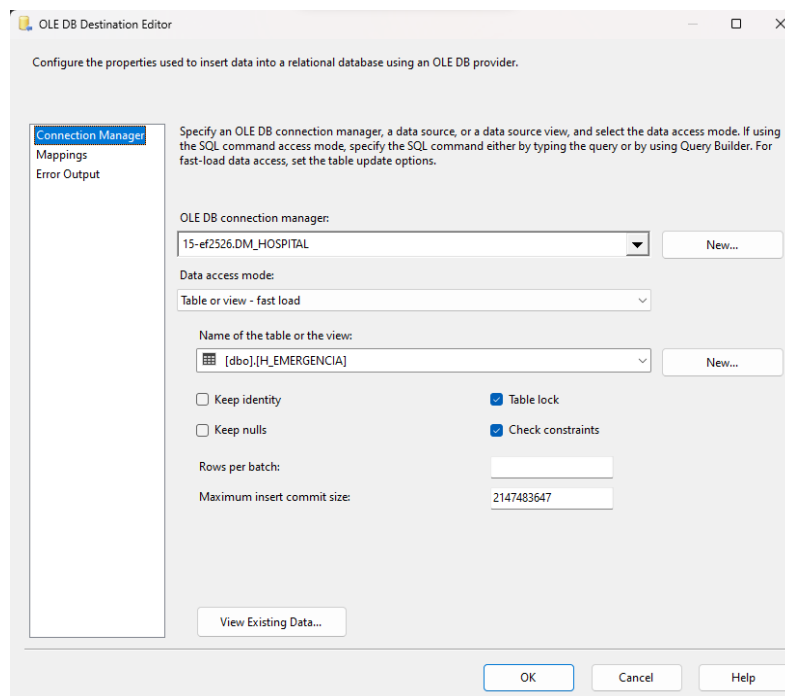 OLE DB Destination Editor
Configure the properties used to insert data into a relational database using an OLE DB provider.
Connection Manager
Mappings
Error Output
Specify an OLE DB connection manager, a data source, or a data source view, and select the data access mode. If using
the SQL command access mode, specify the SQL command either by typing the query or by using Query Builder. For
fast-load data access, set the table update options.
OLE DB connection manager:
15-ef2526.DM_HOSPITAL
New...
Data access mode:
Table or view - fast load
Name of the table or the view:
[dbo].[H_EMERGENCIA]
New...
Keep identity
Table lock
Keep nulls
Check constraints
Rows per batch:
Maximum insert commit size:
2147483647
View Existing Data...
OK
Cancel
Help